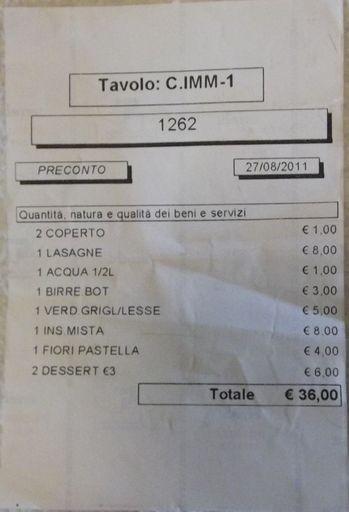 Tavolo: C.IMM-1
1262
PRECONTO 27/08/2011
Quantità, natura e qualità dei beni e servizi
2 COPERTO € 1,00
1 LASAGNE € 8,00
1 ACQUA 1/2L € 1,00
1 BIRRE BOT € 3,00
1 VERD GRIGL/LESSE € 5,00
1 INS.MISTA € 8,00
1 FIORI PASTELLA € 4,00
2 DESSERT €3 € 6,00
Totale € 36,00